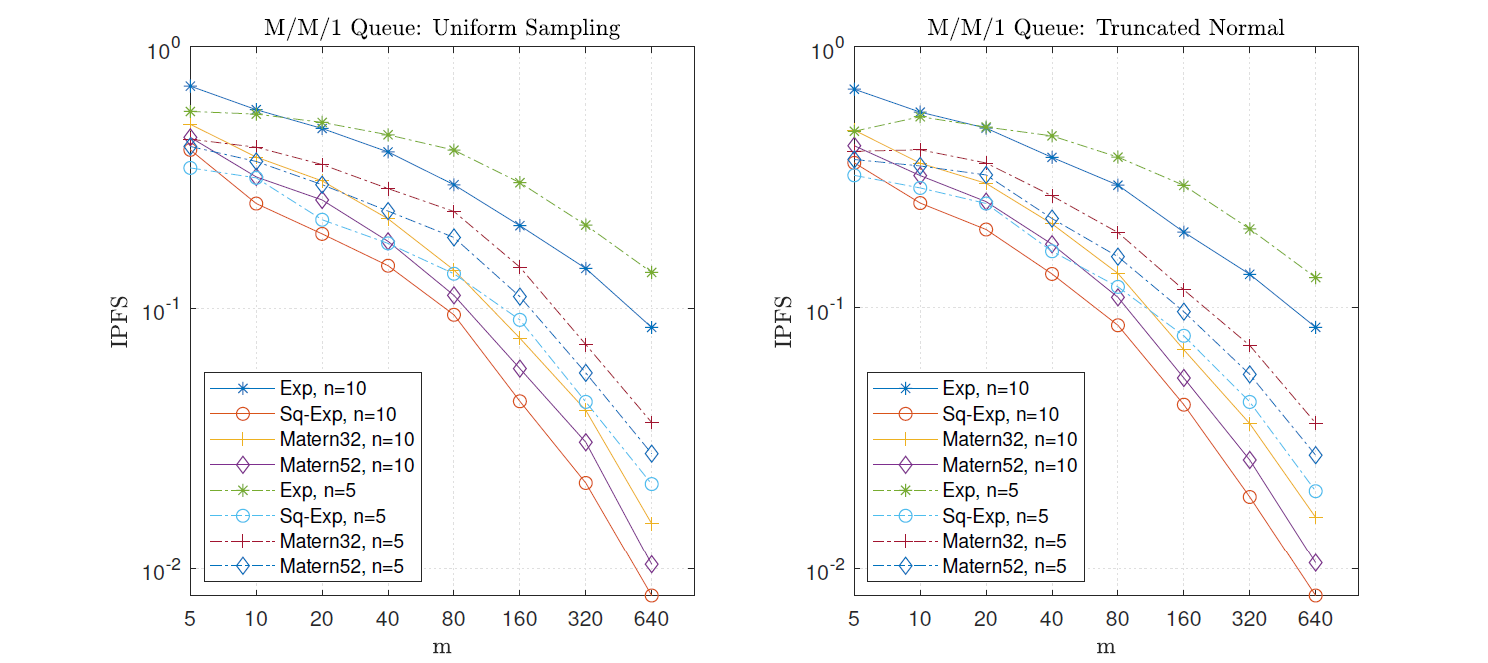 M/M/1 Queue: Uniform Sampling
10^0
10^-1
10^-2
IPFS
Exp, n=10
Sq-Exp, n=10
Matern32, n=10
Matern52, n=10
Exp, n=5
Sq-Exp, n=5
Matern32, n=5
Matern52, n=5
5 10 20 40 80 160 320 640
m
M/M/1 Queue: Truncated Normal
10^0
10^-1
10^-2
IPFS
Exp, n=10
Sq-Exp, n=10
Matern32, n=10
Matern52, n=10
Exp, n=5
Sq-Exp, n=5
Matern32, n=5
Matern52, n=5
5 10 20 40 80 160 320 640
m